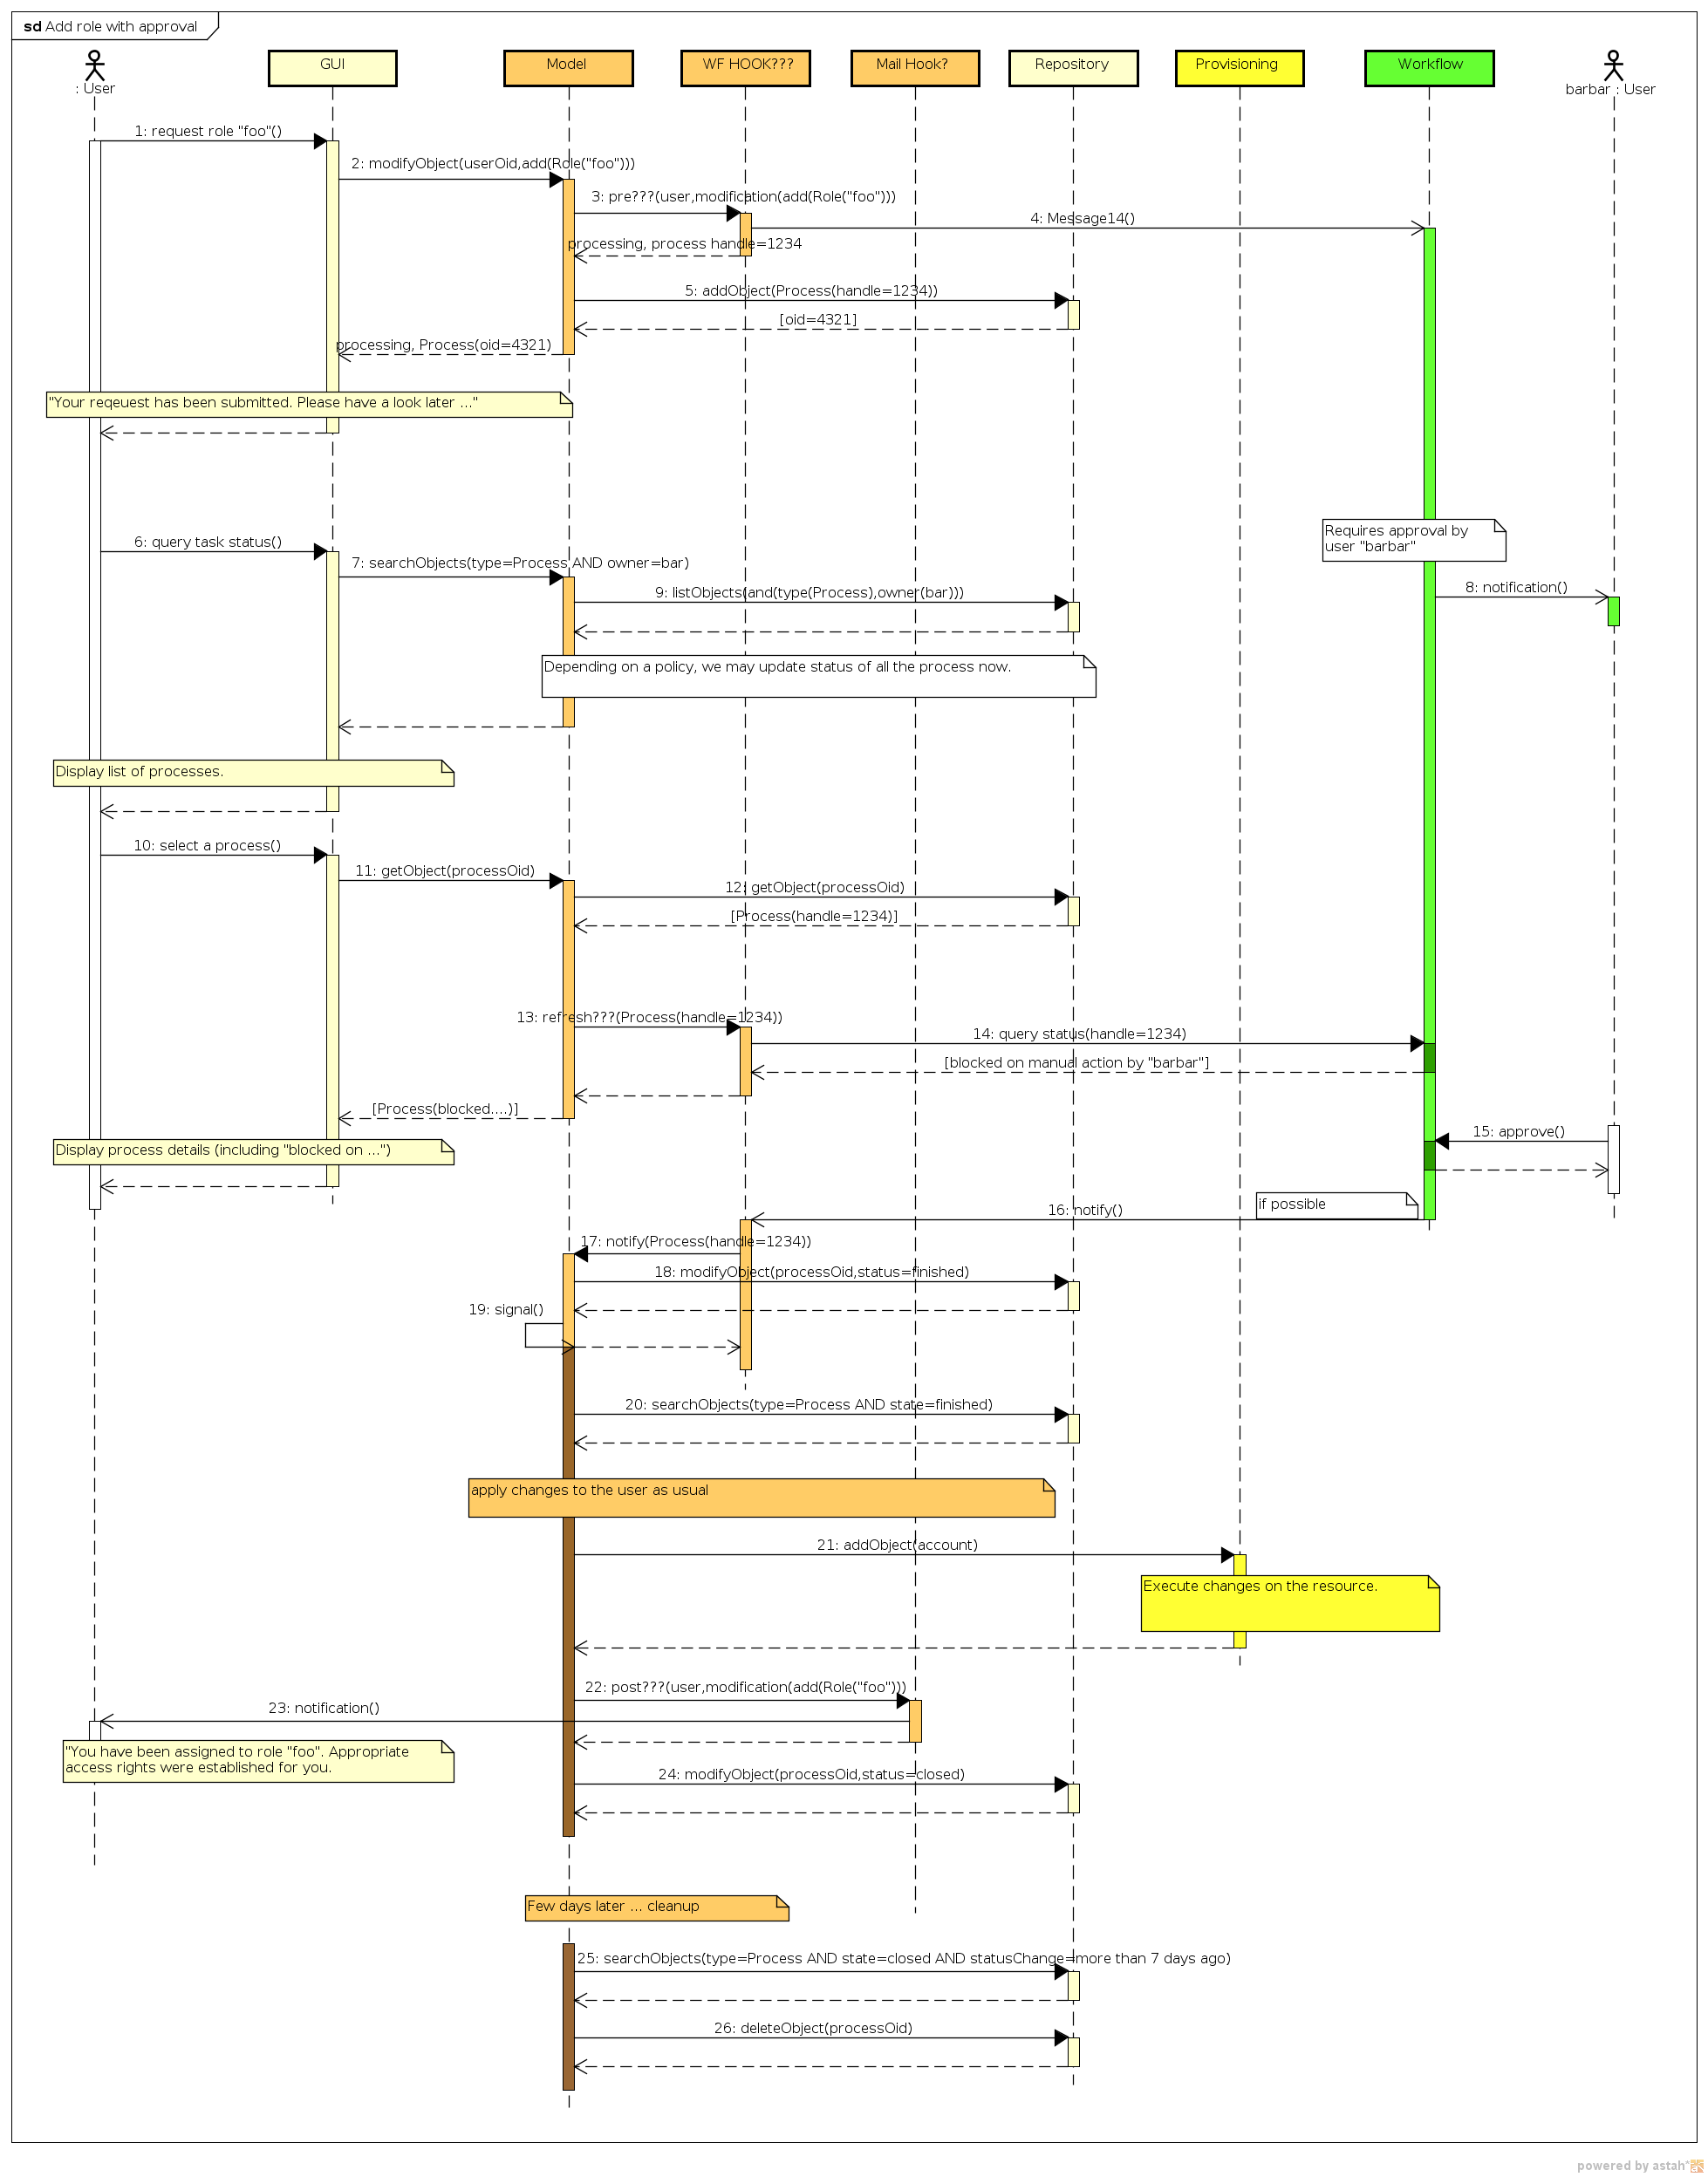 sd Add role with approval
: User
GUI
Model
WF HOOK???
Mail Hook?
Repository
Provisioning
Workflow
barbar : User
1: request role "foo"()
2: modifyObject(userOid,add(Role("foo")))
3: pre???(user,modification(add(Role("foo")))
4: Message14()
processing, process handle=1234
5: addObject(Process(handle=1234))
[oid=4321]
processing, Process(oid=4321)
"Your reqeuest has been submitted. Please have a look later ..."
Requires approval by
user "barbar"
6: query task status()
7: searchObjects(type=Process AND owner=bar)
8: notification()
9: listObjects(and(type(Process),owner(bar)))
Depending on a policy, we may update status of all the process now.
Display list of processes.
10: select a process()
11: getObject(processOid)
12: getObject(processOid)
[Process(handle=1234)]
13: refresh???(Process(handle=1234))
14: query status(handle=1234)
[blocked on manual action by "barbar"]
[Process(blocked....)]
15: approve()
Display process details (including "blocked on ...")
if possible
16: notify()
17: notify(Process(handle=1234))
18: modifyObject(processOid,status=finished)
19: signal()
20: searchObjects(type=Process AND state=finished)
apply changes to the user as usual
21: addObject(account)
Execute changes on the resource.
22: post???(user,modification(add(Role("foo")))
23: notification()
"You have been assigned to role "foo". Appropriate
access rights were established for you.
24: modifyObject(processOid,status=closed)
Few days later ... cleanup
25: searchObjects(type=Process AND state=closed AND statusChange=more than 7 days ago)
26: deleteObject(processOid)
powered by astah*